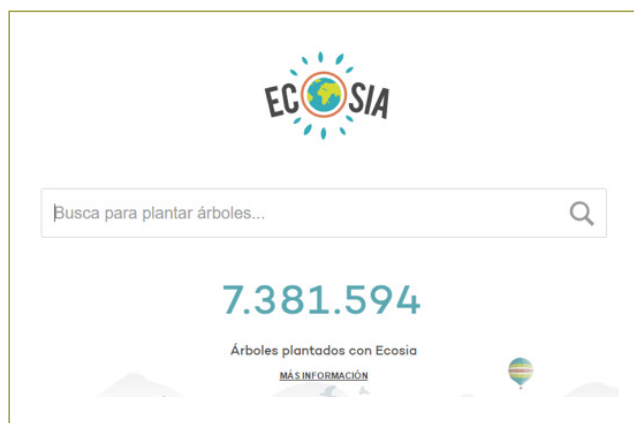 ECOSIA
Busca para plantar árboles...
7.381.594
Árboles plantados con Ecosia
MÁS INFORMACIÓN